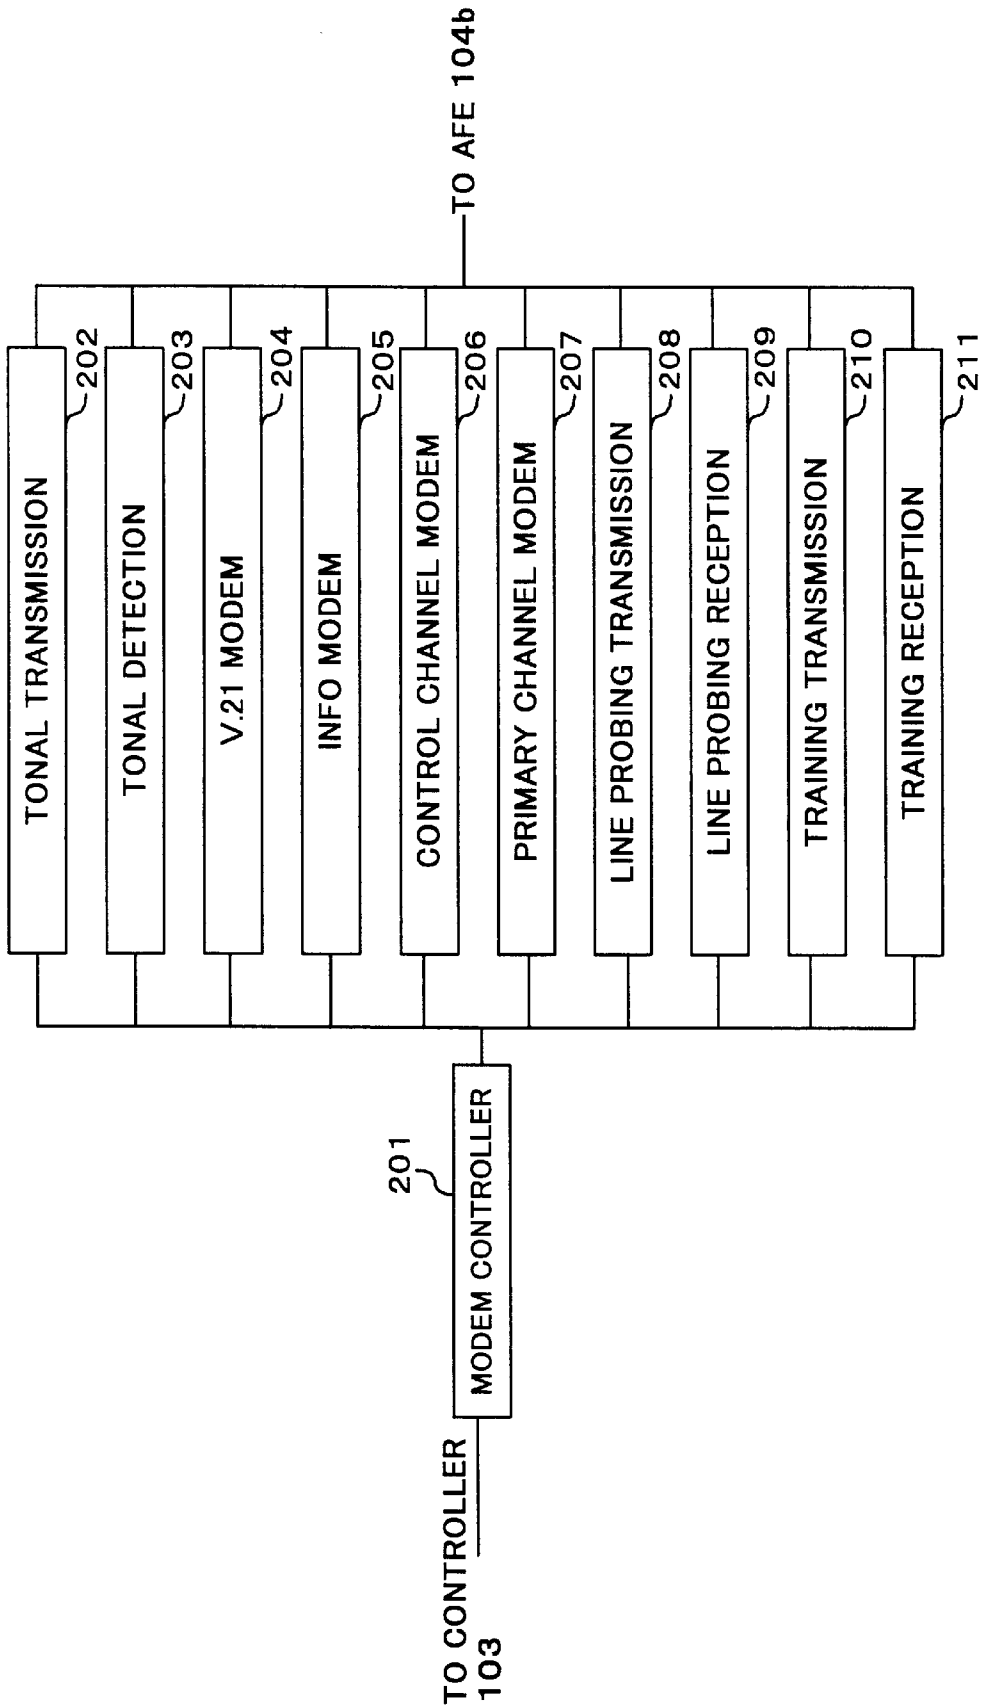 TO CONTROLLER
103
201
MODEM CONTROLLER
TONAL TRANSMISSION
202
TONAL DETECTION
203
V.21 MODEM
204
INFO MODEM
205
CONTROL CHANNEL MODEM
206
PRIMARY CHANNEL MODEM
207
LINE PROBING TRANSMISSION
208
LINE PROBING RECEPTION
209
TRAINING TRANSMISSION
210
TRAINING RECEPTION
211
TO AFE 104b